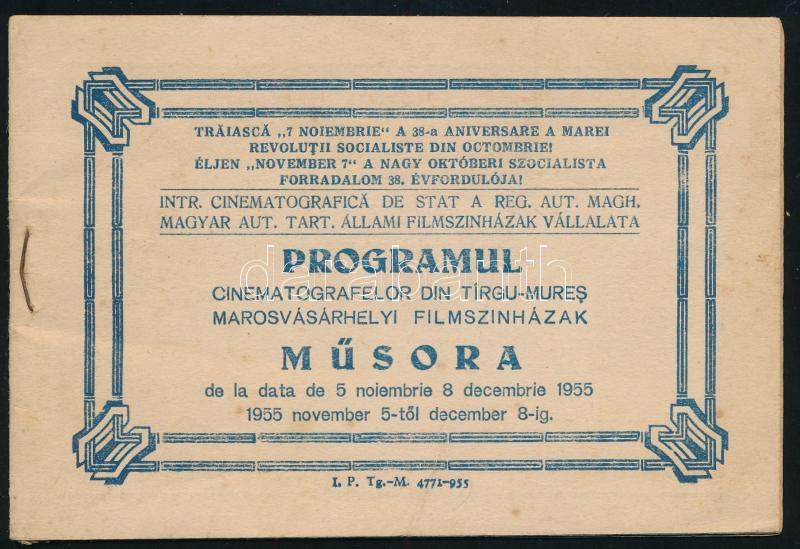 TRĂIASCĂ „7 NOIEMBRIE" A 38-a ANIVERSARE A MAREI
REVOLUȚII SOCIALISTE DIN OCTOMBRIE!
ÉLJEN „NOVEMBER 7" A NAGY OKTÓBERI SZOCIALISTA
FORRADALOM 38. ÉVFORDULÓJA!
INTR. CINEMATOGRAFICĂ DE STAT A REG. AUT. MAGH.
MAGYAR AUT. TART. ÁLLAMI FILMSZINHÁZAK VÁLLALATA
PROGRAMUL
darabanth
CINEMATOGRAFELOR DIN TÎRGU-MUREȘ
MAROSVÁSÁRHELYI FILMSZINHÁZAK
MŰSORA
de la data de 5 noiembrie 8 decembrie 1955
1955 november 5-től december 8-ig.
I. P. Tg.-M. 4771-955